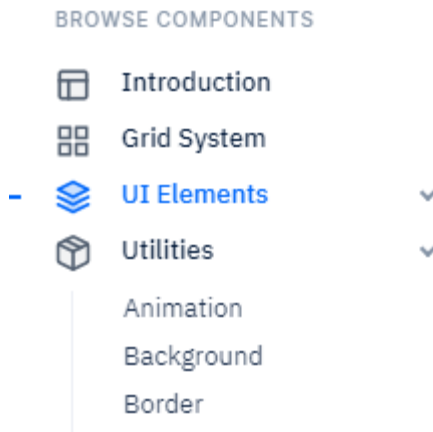 BROWSE COMPONENTS
Introduction
Grid System
UI Elements
Utilities
Animation
Background
Border